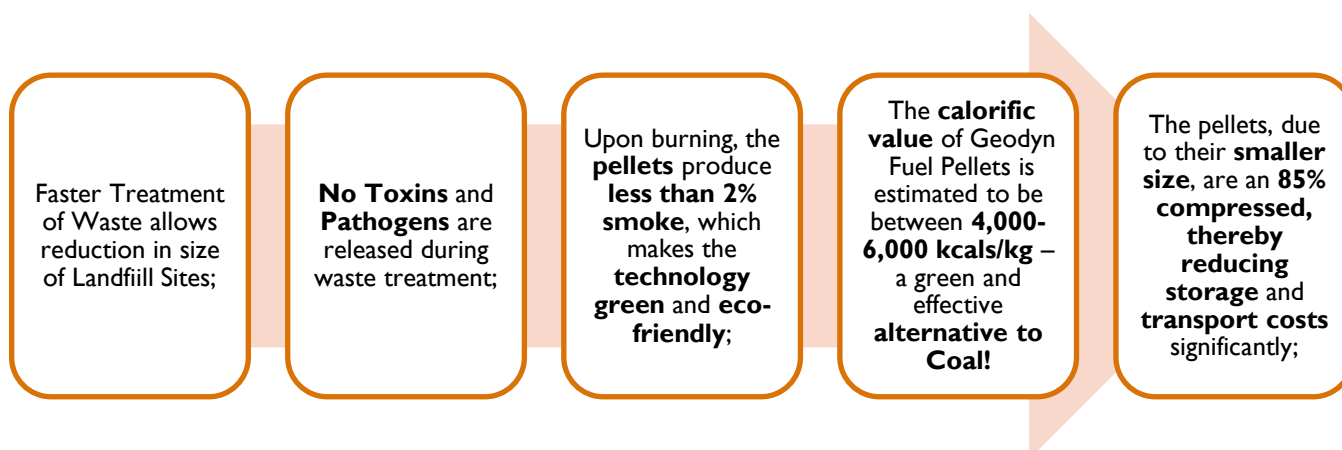 Faster Treatment
of Waste allows
reduction in size
of Landfiill Sites;
No Toxins and
Pathogens are
released during
waste treatment;
Upon burning, the
pellets produce
less than 2%
smoke, which
makes the
technology
green and eco-
friendly;
The calorific
value of Geodyn
Fuel Pellets is
estimated to be
between 4,000-
6,000 kcals/kg –
a green and
effective
alternative to
Coal!
The pellets, due
to their smaller
size, are an 85%
compressed,
thereby
reducing
storage and
transport costs
significantly;